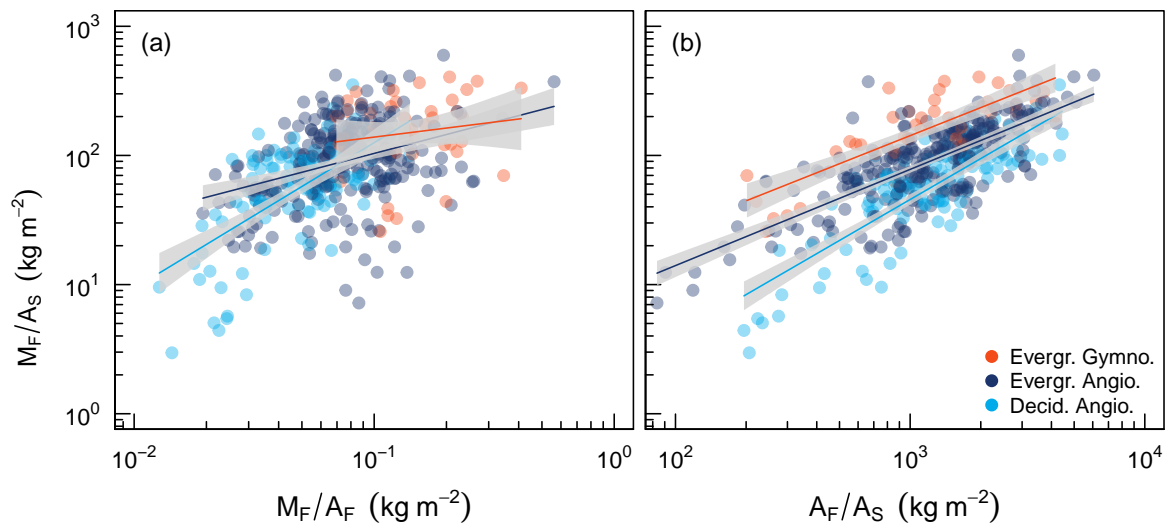 (a)
(b)
10³
10²
10¹
10⁰
M_F/A_S (kg m⁻²)
Evergr. Gymno.
Evergr. Angio.
Decid. Angio.
10⁻² 10⁻¹ 10⁰
10² 10³ 10⁴
M_F/A_F (kg m⁻²)
A_F/A_S (kg m⁻²)